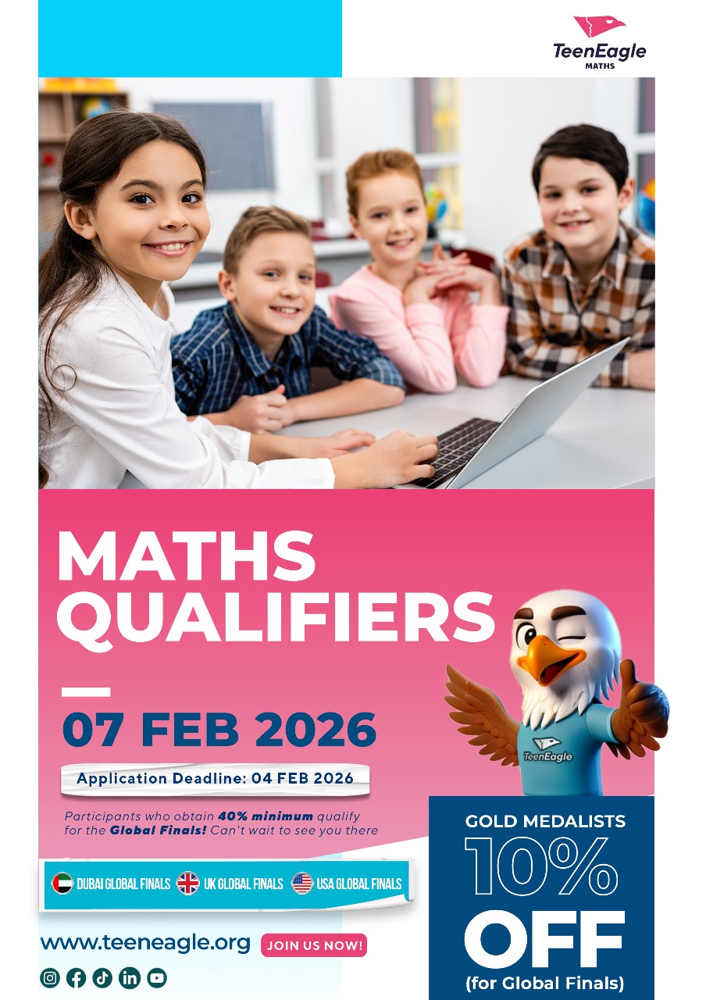 TeenEagle
MATHS
MATHS
QUALIFIERS
07 FEB 2026
Application Deadline: 04 FEB 2026
Participants who obtain 40% minimum qualify
for the Global Finals! Can't wait to see you there
TeenEagle
DUBAI GLOBAL FINALS UK GLOBAL FINALS USA GLOBAL FINALS
www.teeneagle.org JOIN US NOW!
GOLD MEDALISTS
10%
OFF
(for Global Finals)